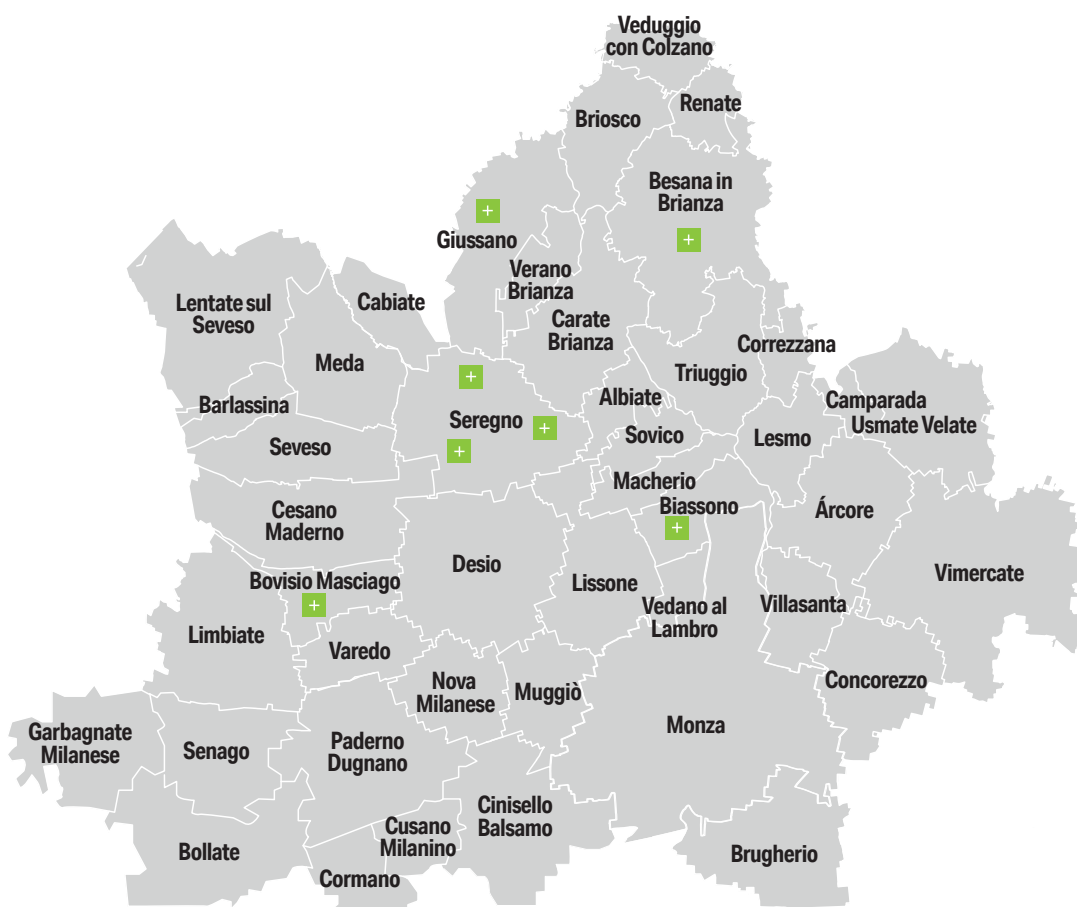 Veduggio
con Colzano
Renate
Briosco
Besana in
Brianza
Giussano
Verano
Brianza
Cabiate
Lentate sul
Seveso
Carate
Brianza
Correzzana
Meda
Triuggio
Albiate
Barlassina
Camparada
Usmate Velate
Seregno
Sovico
Lesmo
Seveso
Macherio
Biassono
Cesano
Maderno
Árcore
Desio
Vimercate
Bovisio Masciago
Lissone
Vedano al
Lambro
Villasanta
Limbiate
Varedo
Nova
Milanese
Muggiò
Concorezzo
Monza
Garbagnate
Milanese
Senago
Paderno
Dugnano
Cinisello
Balsamo
Cusano
Milanino
Bollate
Brugherio
Cormano